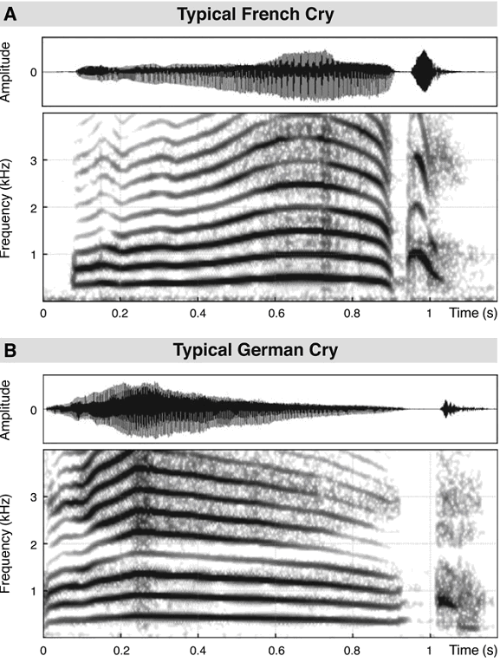 A Typical French Cry
Amplitude
0
Frequency (kHz)
3
2
1
0 0.2 0.4 0.6 0.8 1 Time (s)
B Typical German Cry
Amplitude
0
Frequency (kHz)
3
2
1
0 0.2 0.4 0.6 0.8 1 Time (s)